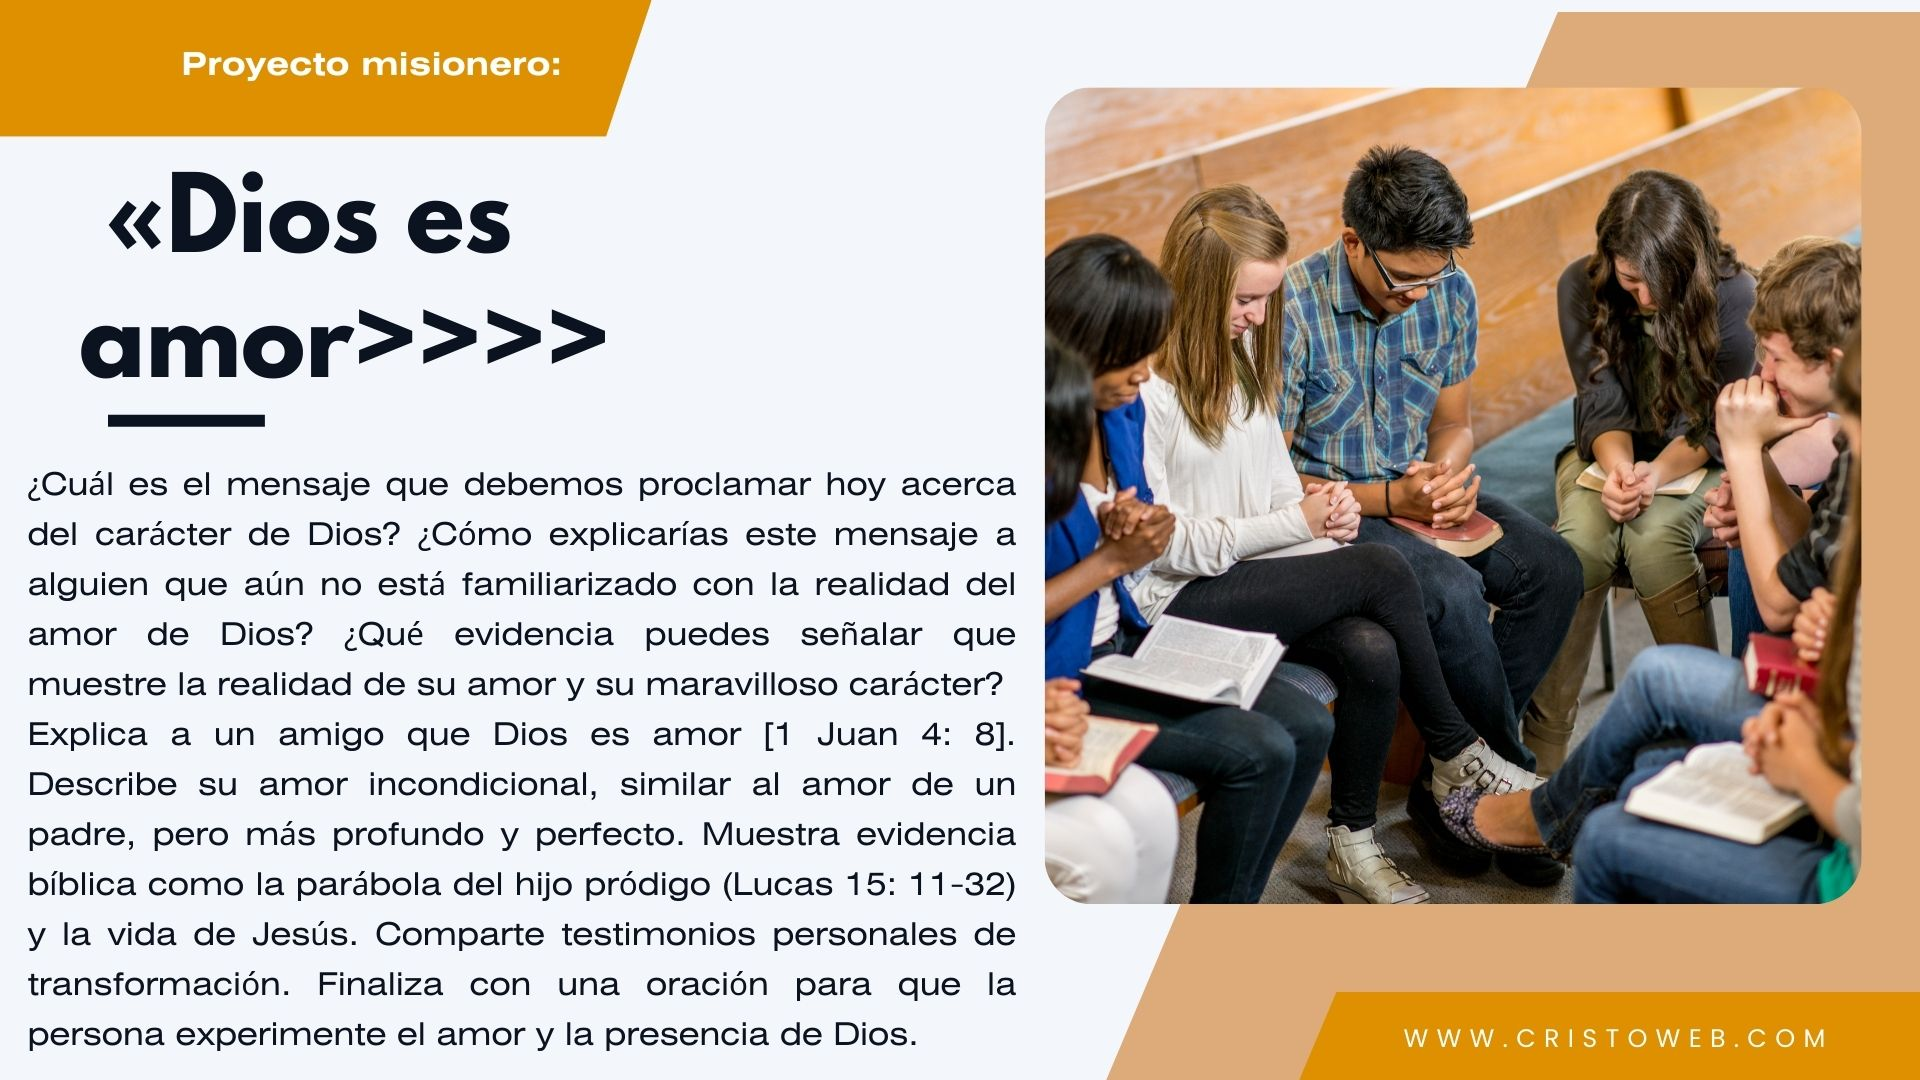 Proyecto misionero:
«Dios es
amor>>>>
¿Cuál es el mensaje que debemos proclamar hoy acerca
del carácter de Dios? ¿Cómo explicarías este mensaje a
alguien que aún no está familiarizado con la realidad del
amor de Dios? ¿Qué evidencia puedes señalar que
muestre la realidad de su amor y su maravilloso carácter?
Explica a un amigo que Dios es amor [1 Juan 4: 8].
Describe su amor incondicional, similar al amor de un
padre, pero más profundo y perfecto. Muestra evidencia
bíblica como la parábola del hijo pródigo (Lucas 15: 11-32)
y la vida de Jesús. Comparte testimonios personales de
transformación. Finaliza con una oración para que la
persona experimente el amor y la presencia de Dios.
WWW.CRISTOWEB.COM